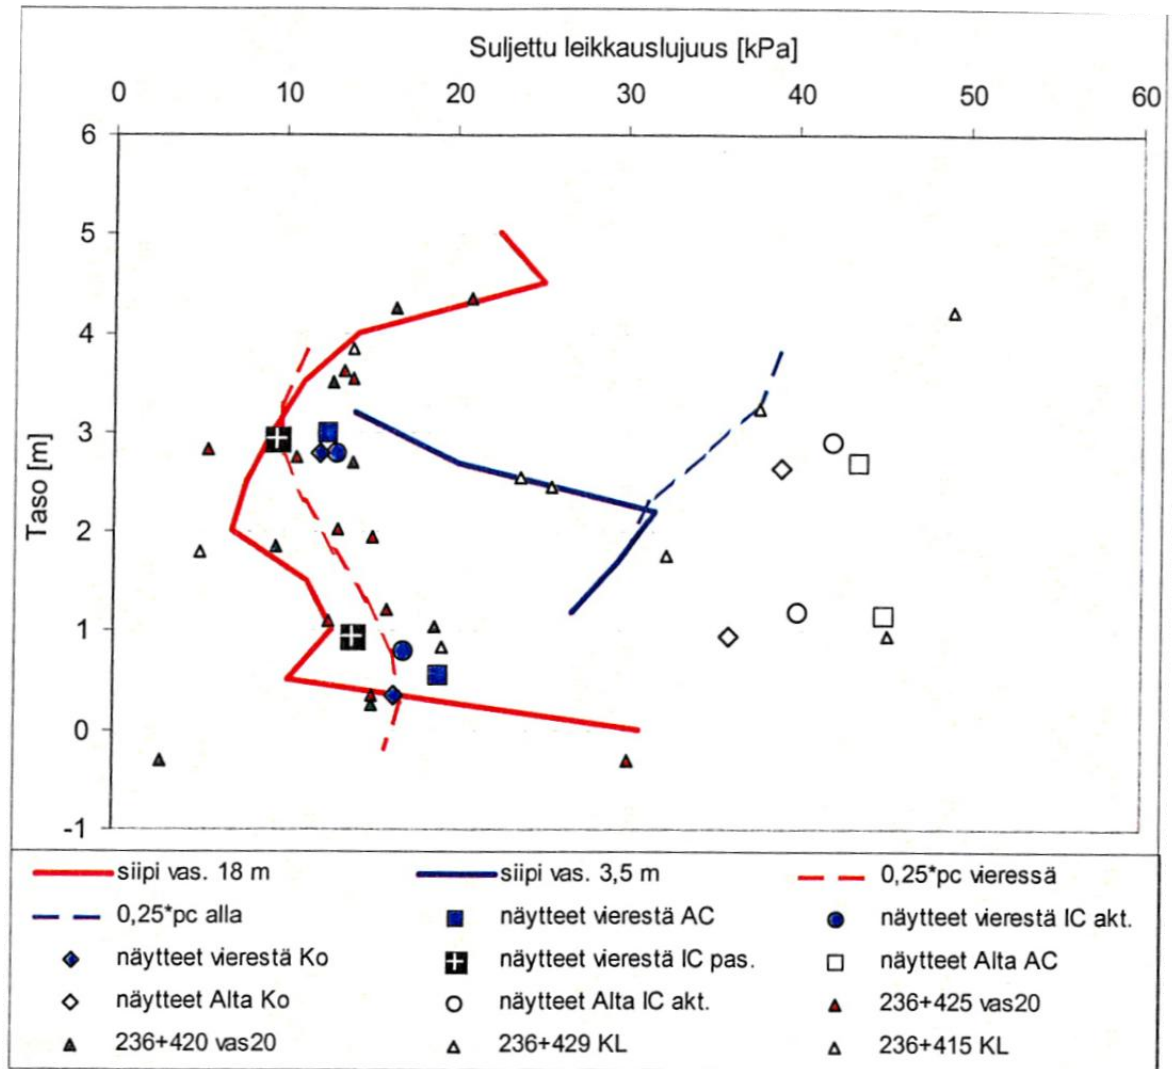 Suljettu leikkauslujuus [kPa]
0 10 20 30 40 50 60
6
5
4
3
2
1
0
-1
Taso [m]
siipi vas. 18 m siipi vas. 3,5 m 0,25*pc vieressä
0,25*pc alla näytteet vierestä AC näytteet vierestä IC akt.
näytteet vierestä Ko näytteet vierestä IC pas. näytteet Alta AC
näytteet Alta Ko näytteet Alta IC akt. 236+425 vas20
236+420 vas20 236+429 KL 236+415 KL